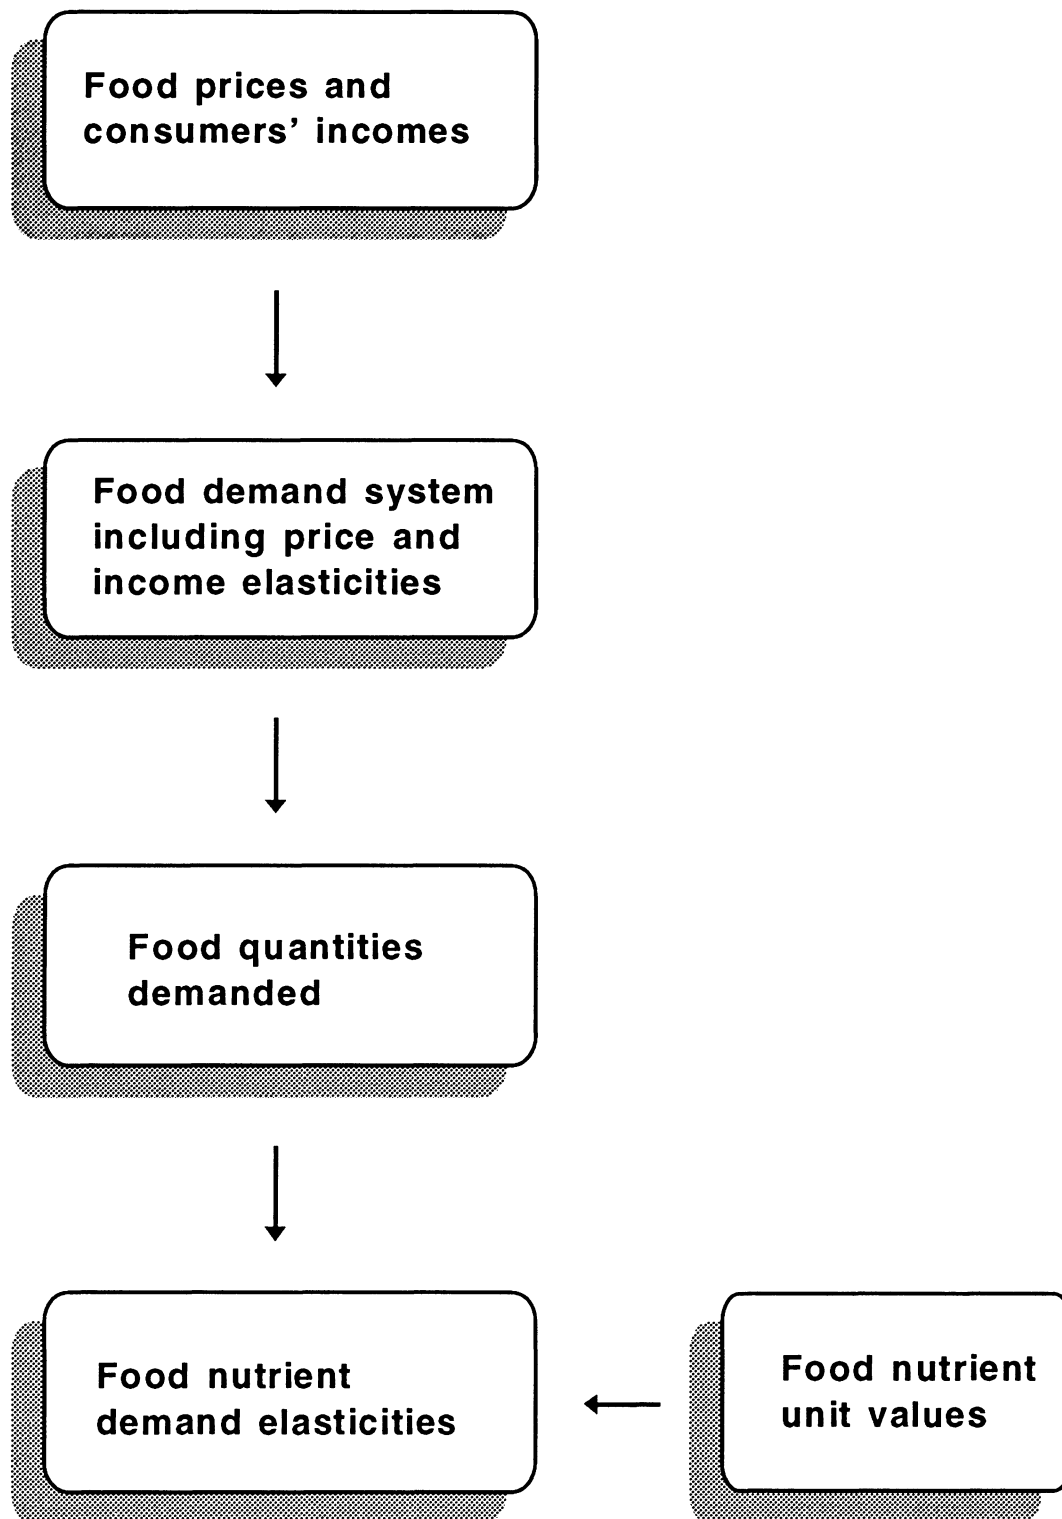 Food prices and
consumers’ incomes
Food demand system
including price and
income elasticities
Food quantities
demanded
Food nutrient
demand elasticities
Food nutrient
unit values